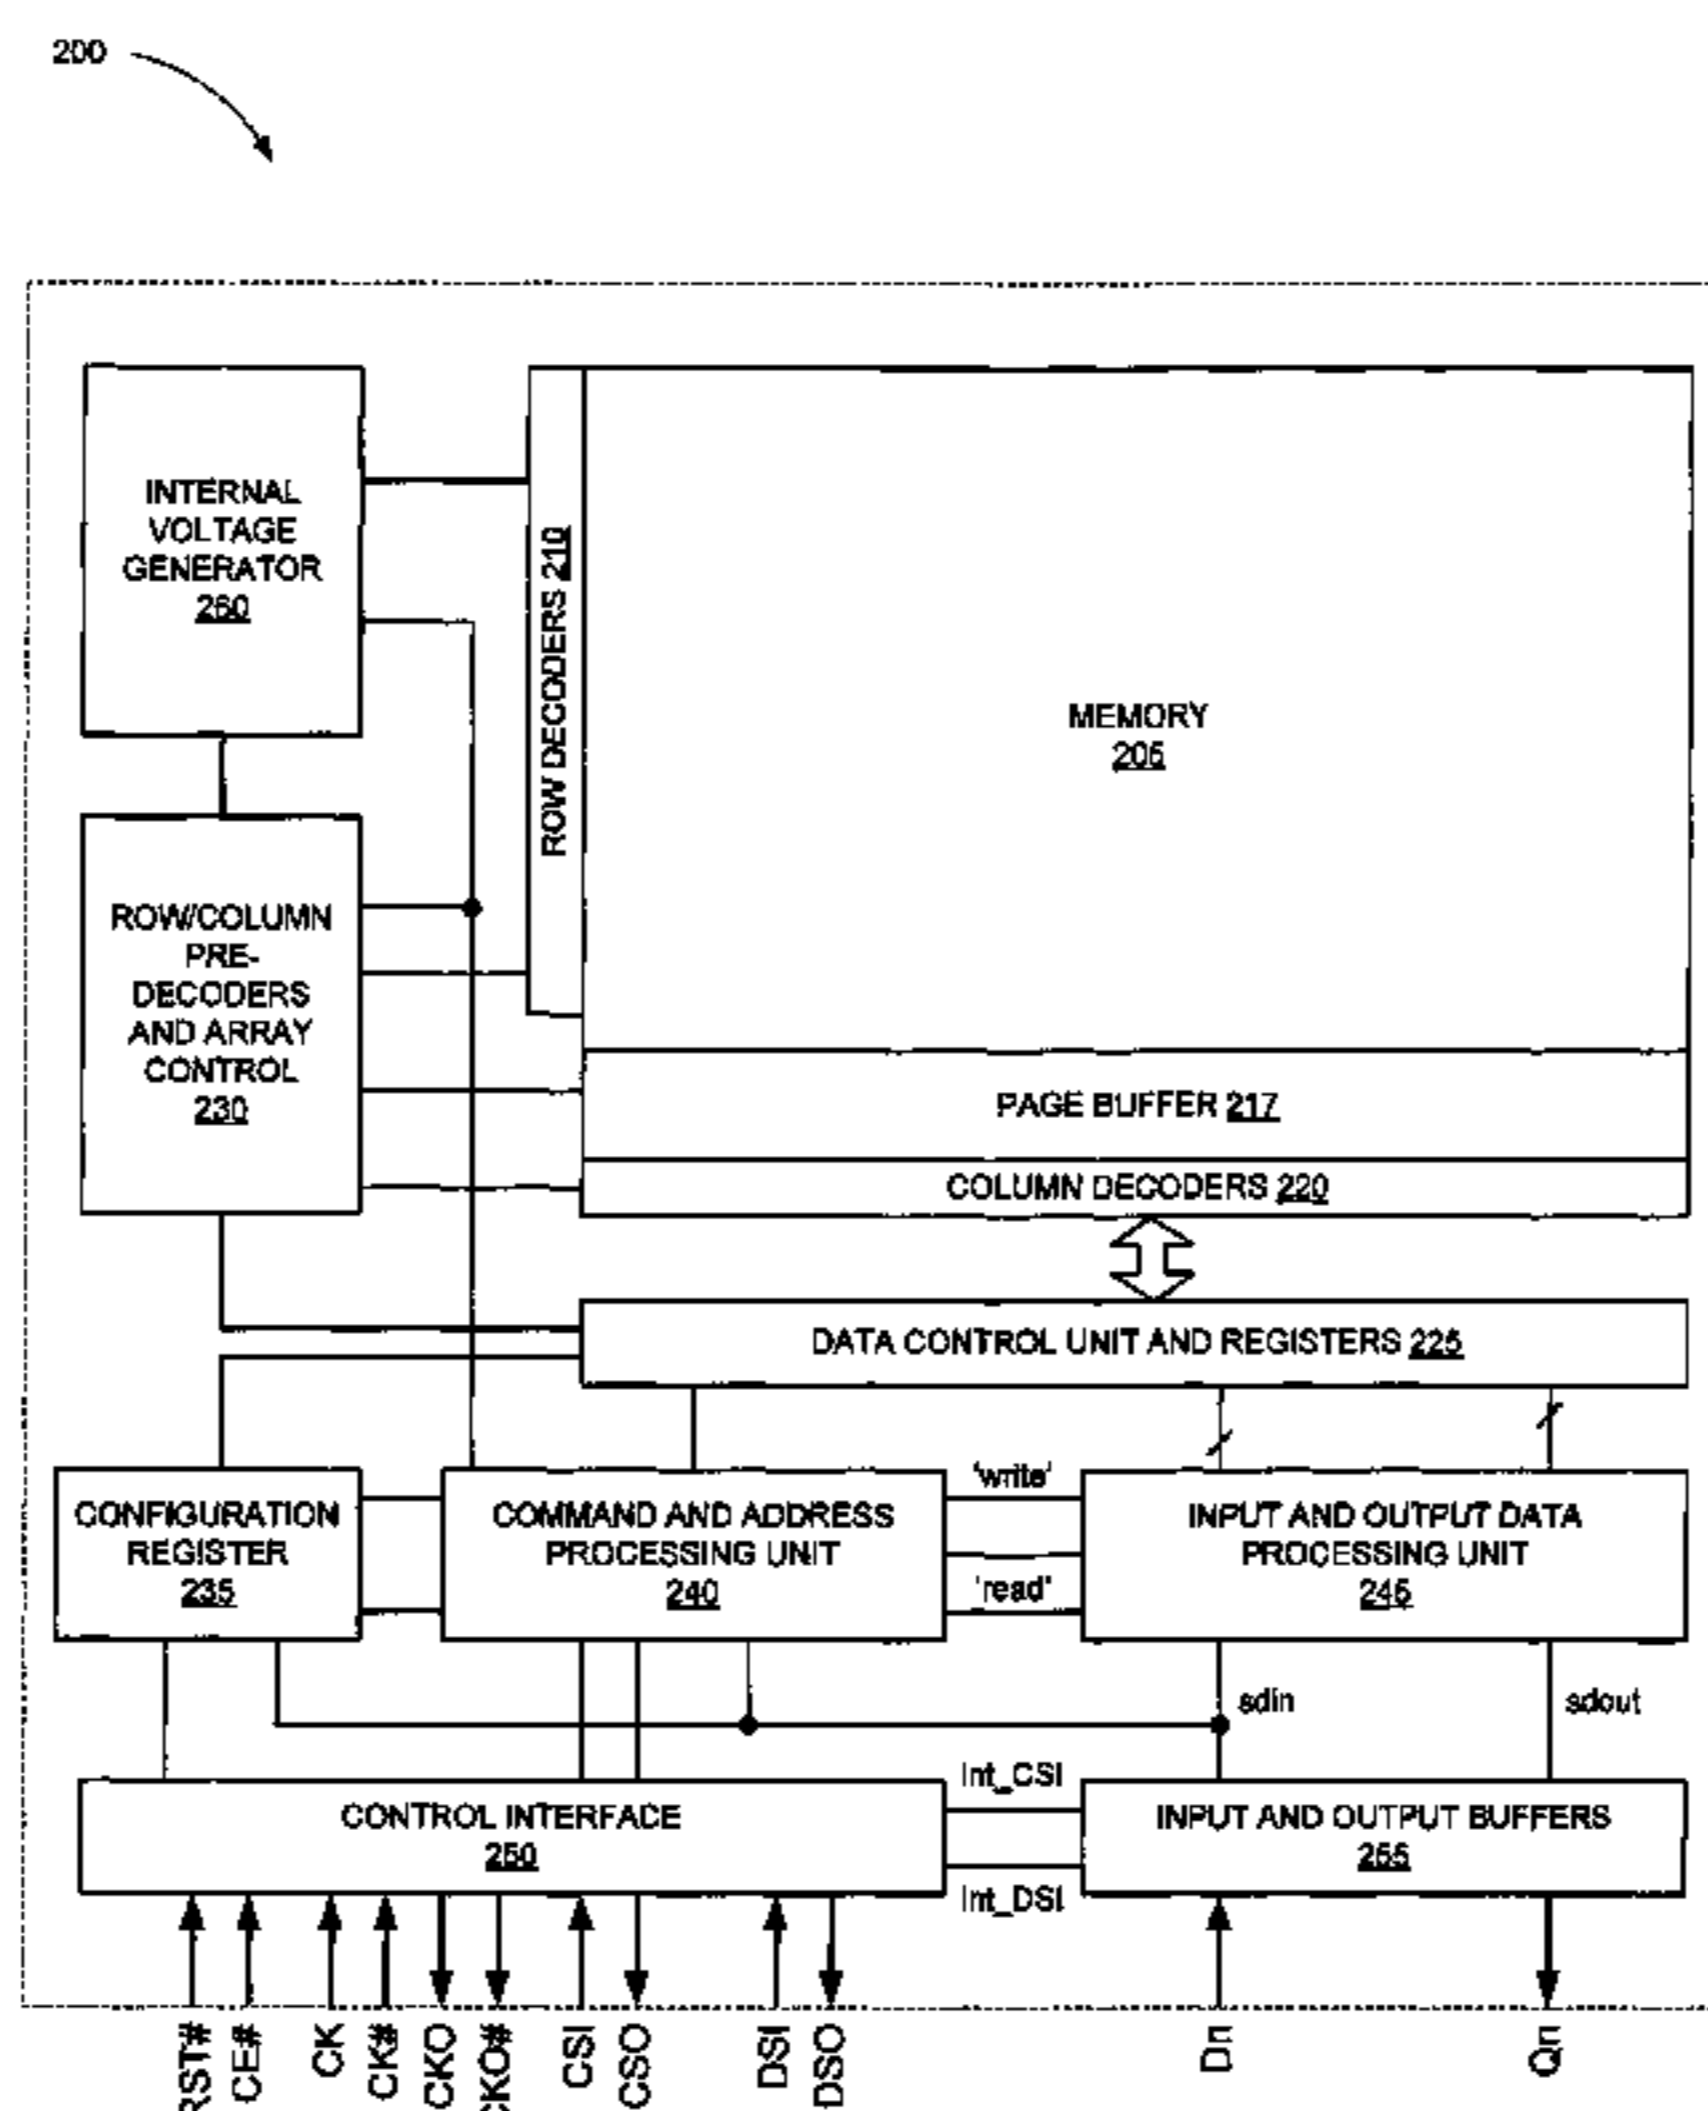 200
INTERNAL
VOLTAGE
GENERATOR
260
ROW DECODERS 210
MEMORY
205
ROW/COLUMN
PRE-
DECODERS
AND ARRAY
CONTROL
230
PAGE BUFFER 217
COLUMN DECODERS 220
DATA CONTROL UNIT AND REGISTERS 225
CONFIGURATION
REGISTER
235
COMMAND AND ADDRESS
PROCESSING UNIT
240
'write'
'read'
INPUT AND OUTPUT DATA
PROCESSING UNIT
245
sdin
sdout
CONTROL INTERFACE
250
Int_CSI
Int_DSI
INPUT AND OUTPUT BUFFERS
255
RST#
CE#
CK
CK#
CKO
CKO#
CSI
CSO
DSI
DSO
Dn
Qn